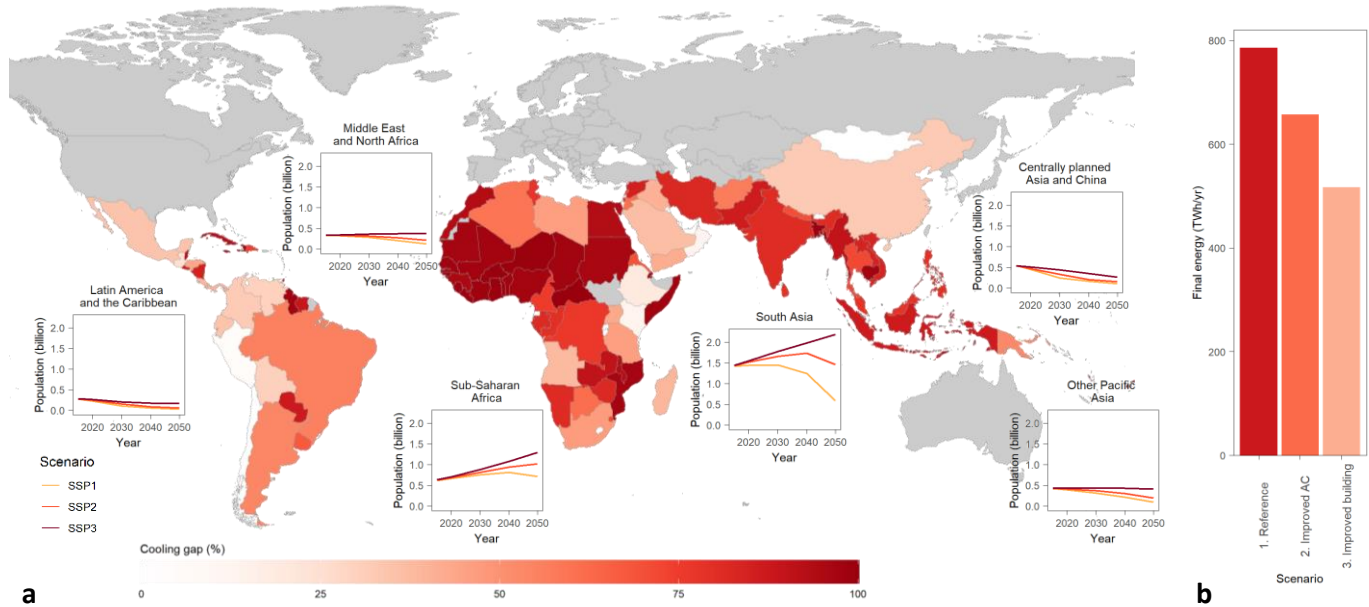 Middle East
and North Africa
Population (billion)
2.0
1.5
1.0
0.5
0.0
2020 2030 2040 2050
Year
Centrally planned
Asia and China
Population (billion)
2.0
1.5
1.0
0.5
0.0
2020 2030 2040 2050
Year
Latin America
and the Caribbean
Population (billion)
2.0
1.5
1.0
0.5
0.0
2020 2030 2040 2050
Year
South Asia
Population (billion)
2.0
1.5
1.0
0.5
0.0
2020 2030 2040 2050
Year
Sub-Saharan
Africa
Population (billion)
2.0
1.5
1.0
0.5
0.0
2020 2030 2040 2050
Year
Other Pacific
Asia
Population (billion)
2.0
1.5
1.0
0.5
0.0
2020 2030 2040 2050
Year
Scenario
SSP1
SSP2
SSP3
Cooling gap (%)
0 25 50 75 100
a
Final energy (TWh/yr)
800
600
400
200
0
1. Reference
2. Improved AC
3. Improved building
Scenario
b